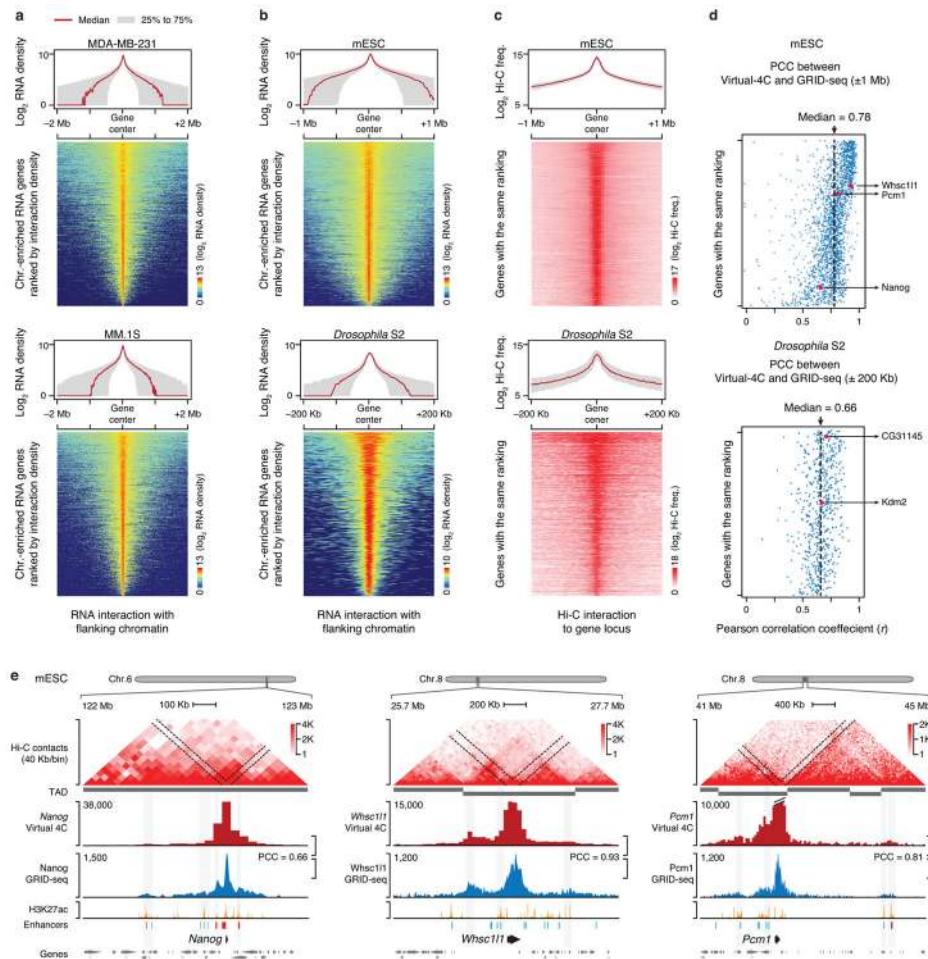 a
Median
25% to 75%
MDA-MB-231
Log2 RNA density
10
0
−2 Mb
Gene center
+2 Mb
Chr.-enriched RNA genes
ranked by interaction density
0 13 (log2 RNA density)
MM.1S
Log2 RNA density
10
0
−2 Mb
Gene center
+2 Mb
Chr.-enriched RNA genes
ranked by interaction density
0 13 (log2 RNA density)
RNA interaction with
flanking chromatin
b
mESC
Log2 RNA density
10
0
−1 Mb
Gene center
+1 Mb
Chr.-enriched RNA genes
ranked by interaction density
0 13 (log2 RNA density)
Drosophila S2
Log2 RNA density
10
0
−200 Kb
Gene center
+200 Kb
Chr.-enriched RNA genes
ranked by interaction density
0 10 (log2 RNA density)
RNA interaction with
flanking chromatin
c
mESC
Log2 Hi-C freq.
15
5
−1 Mb
Gene center
+1 Mb
Genes with the same ranking
0 17 (log2 Hi-C freq.)
Drosophila S2
Log2 Hi-C freq.
15
5
−200 Kb
Gene center
+200 Kb
Genes with the same ranking
0 18 (log2 Hi-C freq.)
Hi-C interaction
to gene locus
d
mESC
PCC between
Virtual-4C and GRID-seq (±1 Mb)
Median = 0.78
Genes with the same ranking
Whsc1l1
Pcm1
Nanog
0 0.5 1
Drosophila S2
PCC between
Virtual-4C and GRID-seq (± 200 Kb)
Median = 0.66
Genes with the same ranking
CG31145
Kdm2
0 0.5 1
Pearson correlation coeffecient (r)
e
mESC
Chr.6
122 Mb
100 Kb
123 Mb
Hi-C contacts
(40 Kb/bin)
4K
2K
1
TAD
38,000
Nanog
Virtual 4C
1,500
PCC = 0.66
Nanog
GRID-seq
H3K27ac
Enhancers
Nanog
Genes
Chr.8
25.7 Mb
200 Kb
27.7 Mb
4K
2K
1
15,000
Whsc1l1
Virtual 4C
1,200
PCC = 0.93
Whsc1l1
GRID-seq
Whsc1l1
Chr.8
41 Mb
400 Kb
45 Mb
2K
1K
1
10,000
Pcm1
Virtual 4C
1,200
PCC = 0.81
Pcm1
GRID-seq
Pcm1